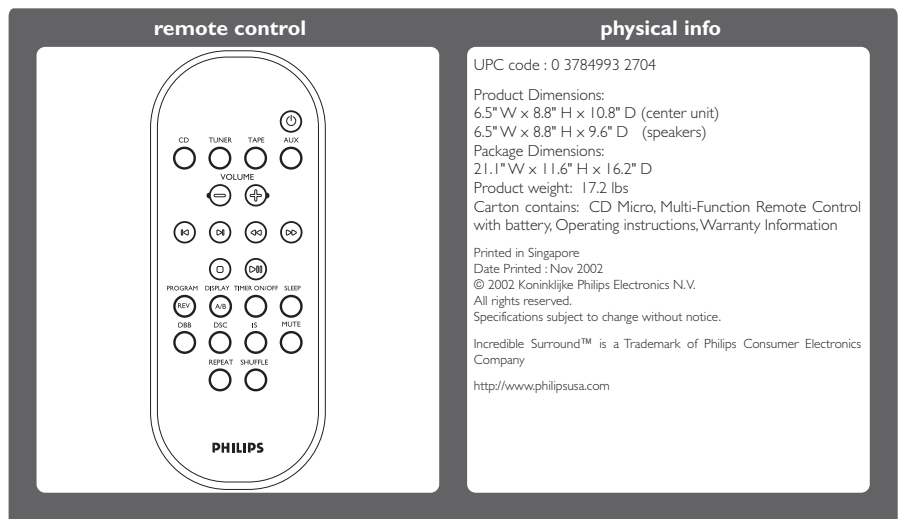 remote control
CD TUNER TAPE AUX
VOLUME
PROGRAM DISPLAY TIMER ON/OFF SLEEP
REV A/B
DBB DSC IS MUTE
REPEAT SHUFFLE
PHILIPS
physical info
UPC code : 0 3784993 2704
Product Dimensions:
6.5" W x 8.8" H x 10.8" D (center unit)
6.5" W x 8.8" H x 9.6" D (speakers)
Package Dimensions:
21.1" W x 11.6" H x 16.2" D
Product weight: 17.2 lbs
Carton contains: CD Micro, Multi-Function Remote Control
with battery, Operating instructions, Warranty Information
Printed in Singapore
Date Printed : Nov 2002
© 2002 Koninklijke Philips Electronics N.V.
All rights reserved.
Specifications subject to change without notice.
Incredible Surround™ is a Trademark of Philips Consumer Electronics
Company
http://www.philipsusa.com